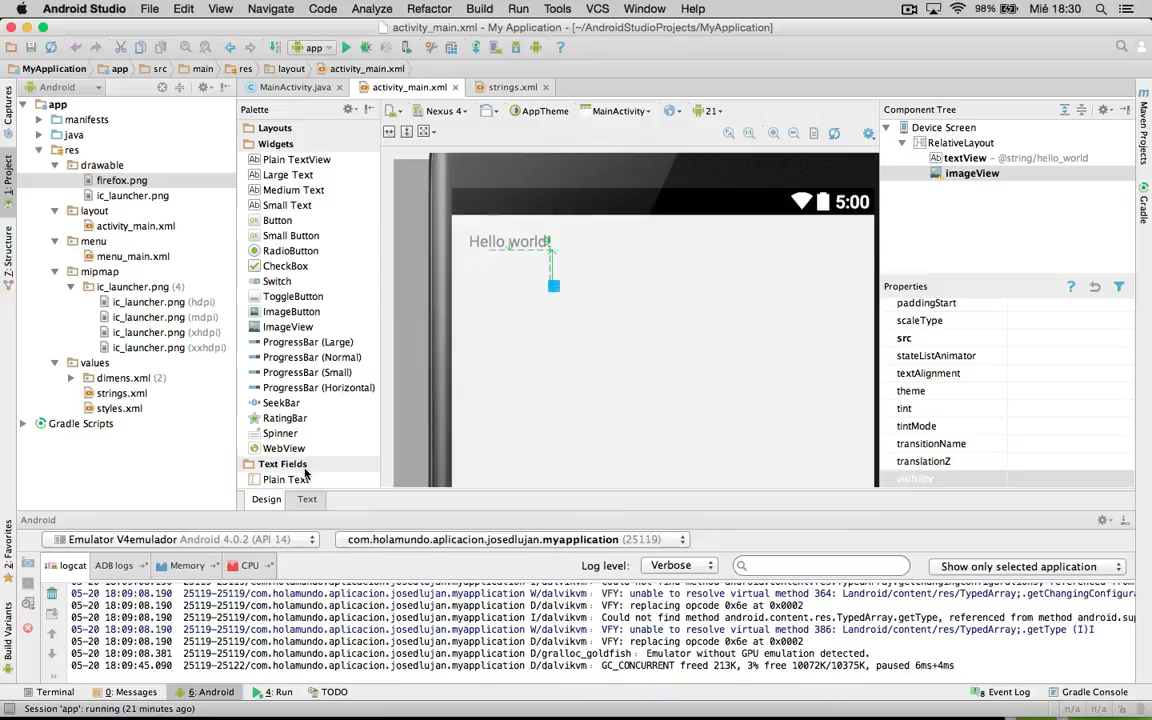 Android Studio File Edit View Navigate Code Analyze Refactor Build Run Tools VCS Window Help 98% Mié 18:30
activity_main.xml - My Application - [~/AndroidStudioProjects/MyApplication]
app
MyApplication app src main res layout activity_main.xml
Android
MainActivity.java activity_main.xml strings.xml
Captures
1: Project
Z: Structure
2: Favorites
Build Variants
app
manifests
java
res
drawable
firefox.png
ic_launcher.png
layout
activity_main.xml
menu
menu_main.xml
mipmap
ic_launcher.png (4)
ic_launcher.png (hdpi)
ic_launcher.png (mdpi)
ic_launcher.png (xhdpi)
ic_launcher.png (xxhdpi)
values
dimens.xml (2)
strings.xml
styles.xml
Gradle Scripts
Palette
Layouts
Widgets
Plain TextView
Large Text
Medium Text
Small Text
Button
Small Button
RadioButton
CheckBox
Switch
ToggleButton
ImageButton
ImageView
ProgressBar (Large)
ProgressBar (Normal)
ProgressBar (Small)
ProgressBar (Horizontal)
SeekBar
RatingBar
Spinner
WebView
Text Fields
Plain Text
Design Text
Nexus 4 AppTheme MainActivity 21
5:00
Hello world!
Component Tree
Device Screen
RelativeLayout
textView - @string/hello_world
imageView
Properties
paddingStart
scaleType
src
stateListAnimator
textAlignment
theme
tint
tintMode
transitionName
translationZ
visibility
Maven Projects
Gradle
Android
Emulator V4emulador Android 4.0.2 (API 14) com.holamundo.aplicacion.josedlujan.myapplication (25119)
logcat ADB logs Memory CPU Log level: Verbose Show only selected application
05-20 18:09:08.190 25119-25119/com.holamundo.aplicacion.josedlujan.myapplication W/dalvikvm: VFY: unable to resolve virtual method 364: Landroid/content/res/TypedArray;.getChangingConfigura
05-20 18:09:08.190 25119-25119/com.holamundo.aplicacion.josedlujan.myapplication D/dalvikvm: VFY: replacing opcode 0x6e at 0x0002
05-20 18:09:08.190 25119-25119/com.holamundo.aplicacion.josedlujan.myapplication I/dalvikvm: Could not find method android.content.res.TypedArray.getType, referenced from method android.sup
05-20 18:09:08.190 25119-25119/com.holamundo.aplicacion.josedlujan.myapplication W/dalvikvm: VFY: unable to resolve virtual method 386: Landroid/content/res/TypedArray;.getType (I)I
05-20 18:09:08.190 25119-25119/com.holamundo.aplicacion.josedlujan.myapplication D/dalvikvm: VFY: replacing opcode 0x6e at 0x0002
05-20 18:09:08.381 25119-25119/com.holamundo.aplicacion.josedlujan.myapplication D/gralloc_goldfish: Emulator without GPU emulation detected.
05-20 18:09:45.090 25119-25122/com.holamundo.aplicacion.josedlujan.myapplication D/dalvikvm: GC_CONCURRENT freed 213K, 3% free 10072K/10375K, paused 6ms+4ms
Terminal 0: Messages 6: Android 4: Run TODO Event Log Gradle Console
Session 'app': running (21 minutes ago) n/a n/a